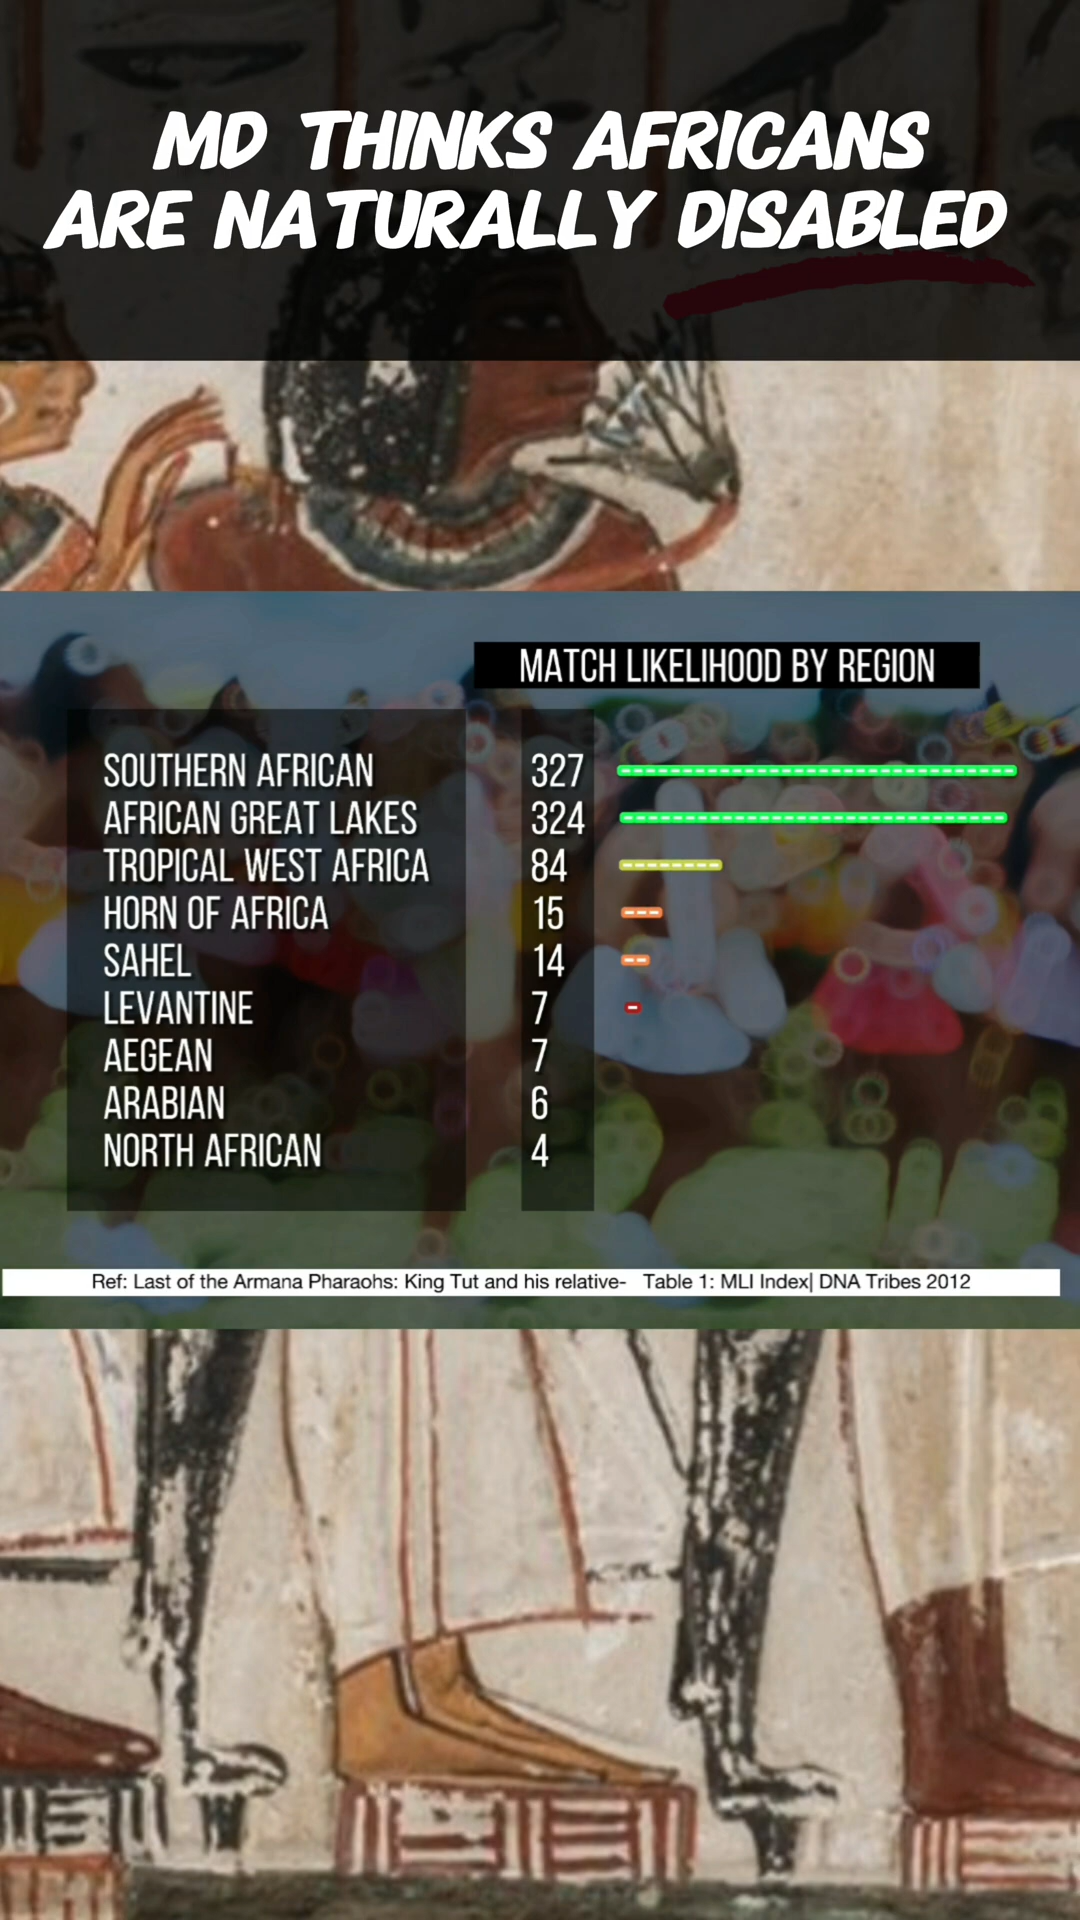 MD THINKS AFRICANS
ARE NATURALLY DISABLED
MATCH LIKELIHOOD BY REGION
SOUTHERN AFRICAN 327
AFRICAN GREAT LAKES 324
TROPICAL WEST AFRICA 84
HORN OF AFRICA 15
SAHEL 14
LEVANTINE 7
AEGEAN 7
ARABIAN 6
NORTH AFRICAN 4
Ref: Last of the Armana Pharaohs: King Tut and his relative- Table 1: MLI Index| DNA Tribes 2012